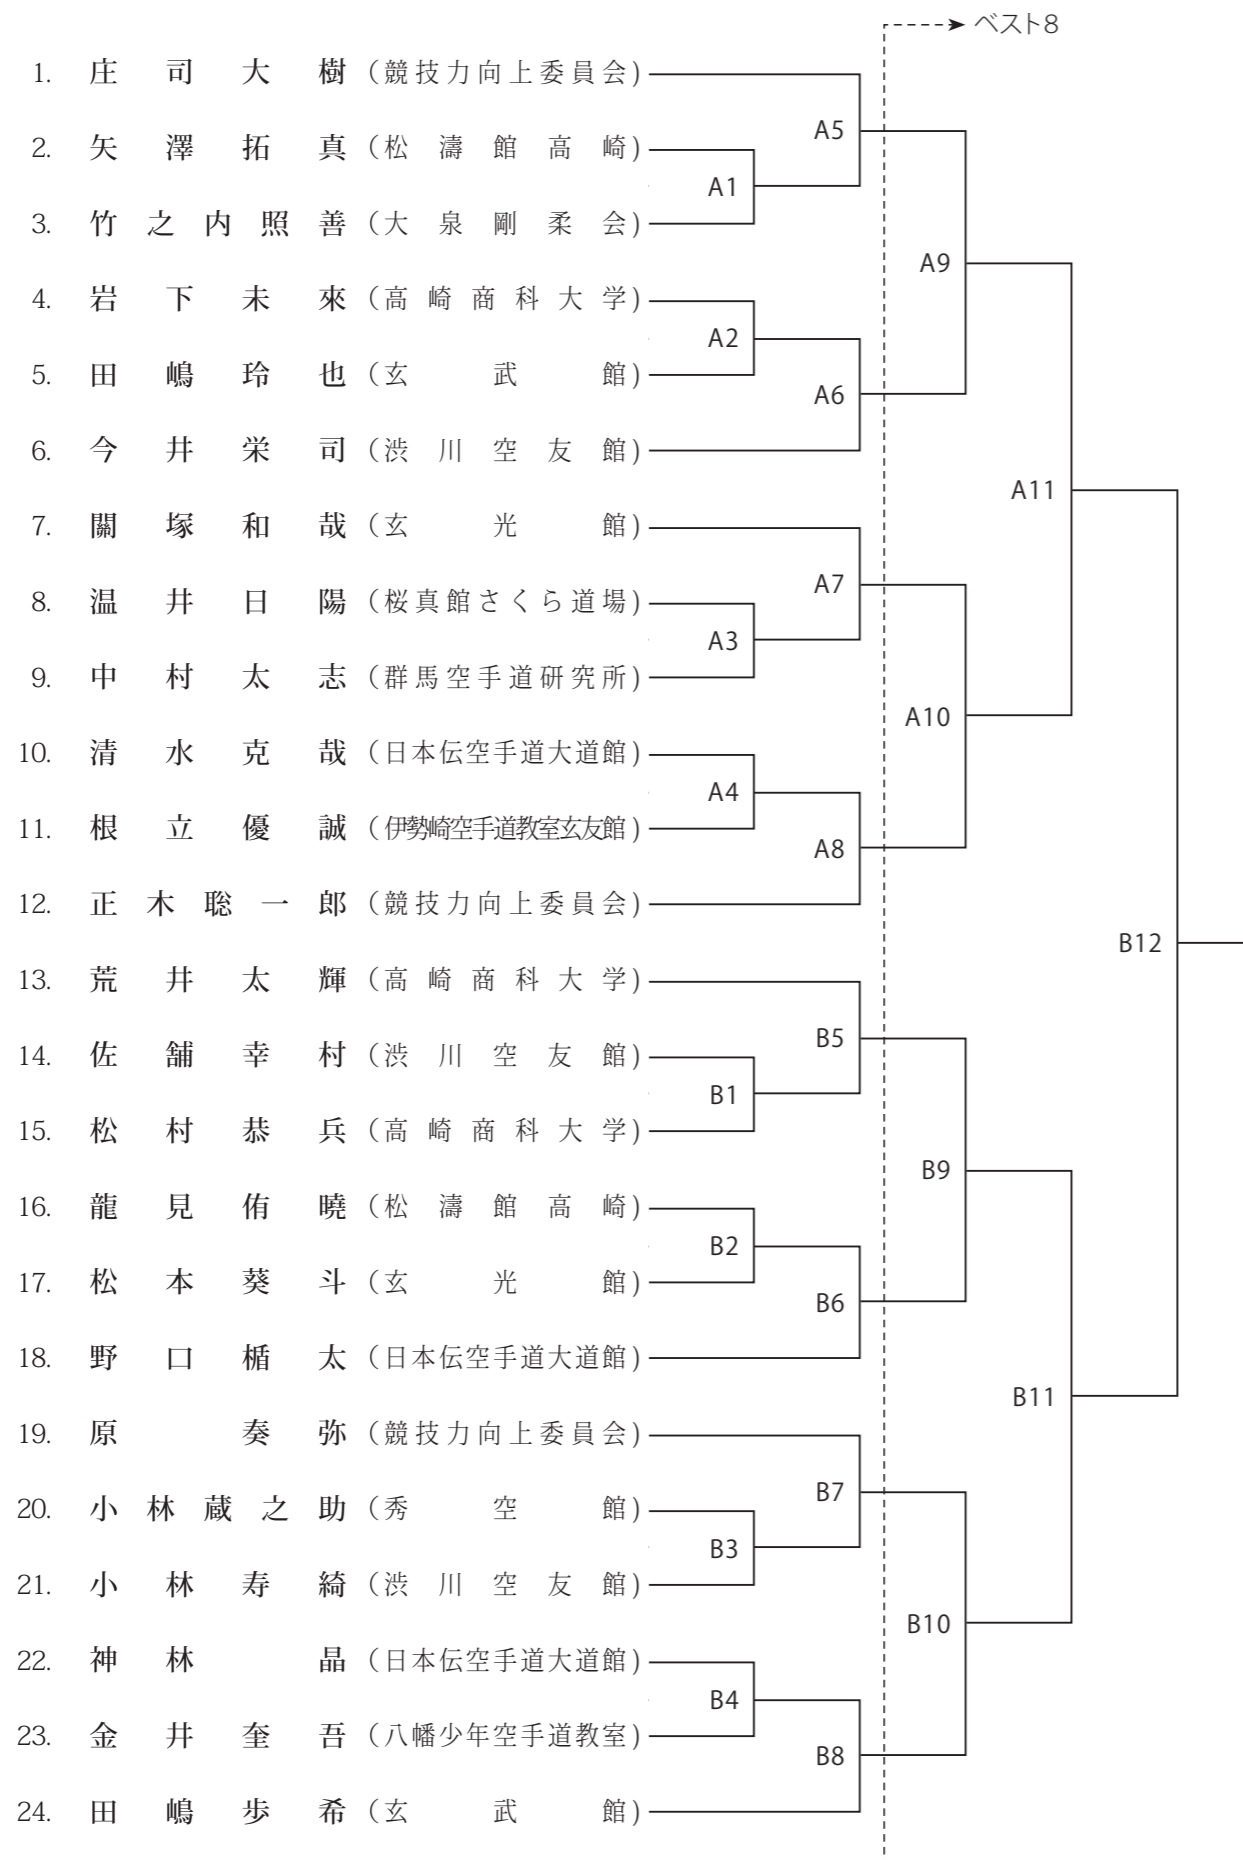 ベスト8
1. 庄司大樹（競技力向上委員会）
A5
2. 矢澤拓真（松濤館高崎）
A1
3. 竹之内照善（大泉剛柔会）
A9
4. 岩下未來（高崎商科大学）
A2
5. 田嶋玲也（玄武館）
A6
6. 今井栄司（渋川空友館）
A11
7. 關塚和哉（玄光館）
A7
8. 温井日陽（桜真館さくら道場）
A3
9. 中村太志（群馬空手道研究所）
A10
10. 清水克哉（日本伝空手道大道館）
A4
11. 根立優誠（伊勢崎空手道教室玄友館）
A8
12. 正木聡一郎（競技力向上委員会）
B12
13. 荒井太輝（高崎商科大学）
B5
14. 佐舗幸村（渋川空友館）
B1
15. 松村恭兵（高崎商科大学）
B9
16. 龍見侑曉（松濤館高崎）
B2
17. 松本葵斗（玄光館）
B6
18. 野口楯太（日本伝空手道大道館）
B11
19. 原奏弥（競技力向上委員会）
B7
20. 小林蔵之助（秀空館）
B3
21. 小林寿綺（渋川空友館）
B10
22. 神林晶（日本伝空手道大道館）
B4
23. 金井奎吾（八幡少年空手道教室）
B8
24. 田嶋歩希（玄武館）